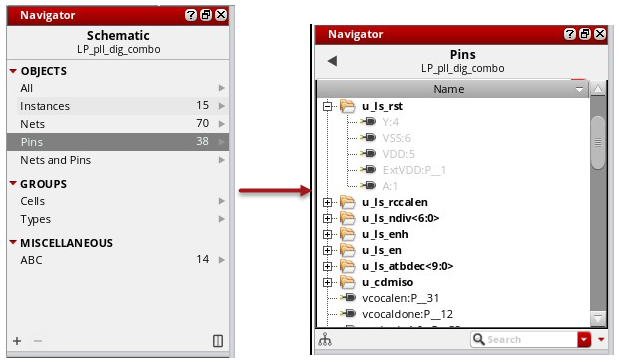 Navigator
Schematic
LP_pll_dig_combo
OBJECTS
All
Instances 15
Nets 70
Pins 38
Nets and Pins
GROUPS
Cells
Types
MISCELLANEOUS
ABC 14
Navigator
Pins
LP_pll_dig_combo
Name
u_ls_rst
Y:4
VSS:6
VDD:5
ExtVDD:P__1
A:1
u_ls_rccalen
u_ls_ndiv<6:0>
u_ls_enh
u_ls_en
u_ls_atbdec<9:0>
u_cdmiso
vcocalen:P__31
vcocaldone:P__12
Search